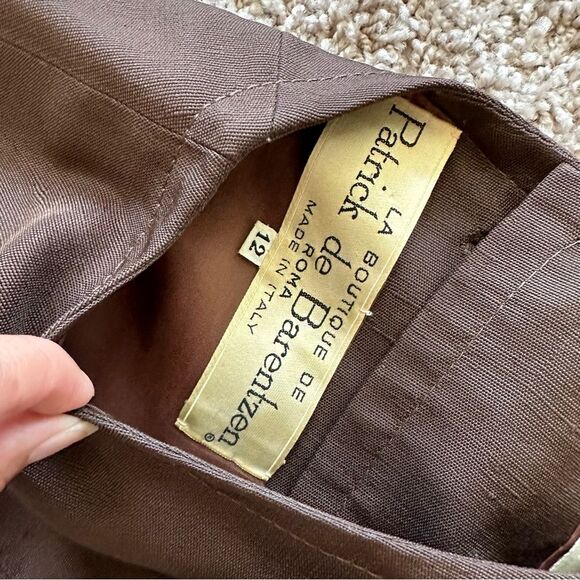 LA BOUTIQUE DE
Patrick de Barentzen®
ROMA
MADE IN ITALY
12